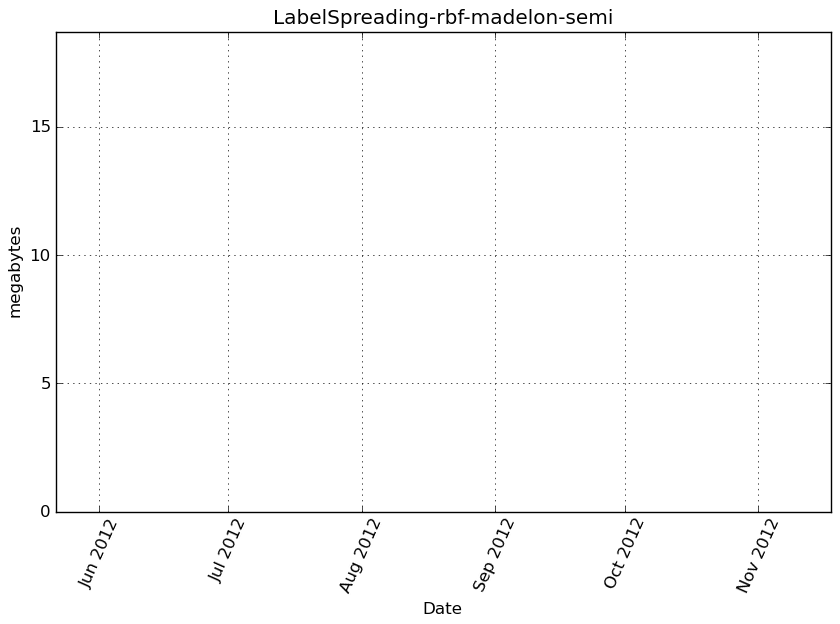 LabelSpreading-rbf-madelon-semi
15
10
5
0
megabytes
Jun 2012
Jul 2012
Aug 2012
Sep 2012
Oct 2012
Nov 2012
Date